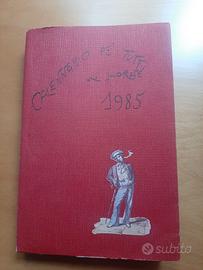 CALENDARIO PE' TUTTI
1985
subito